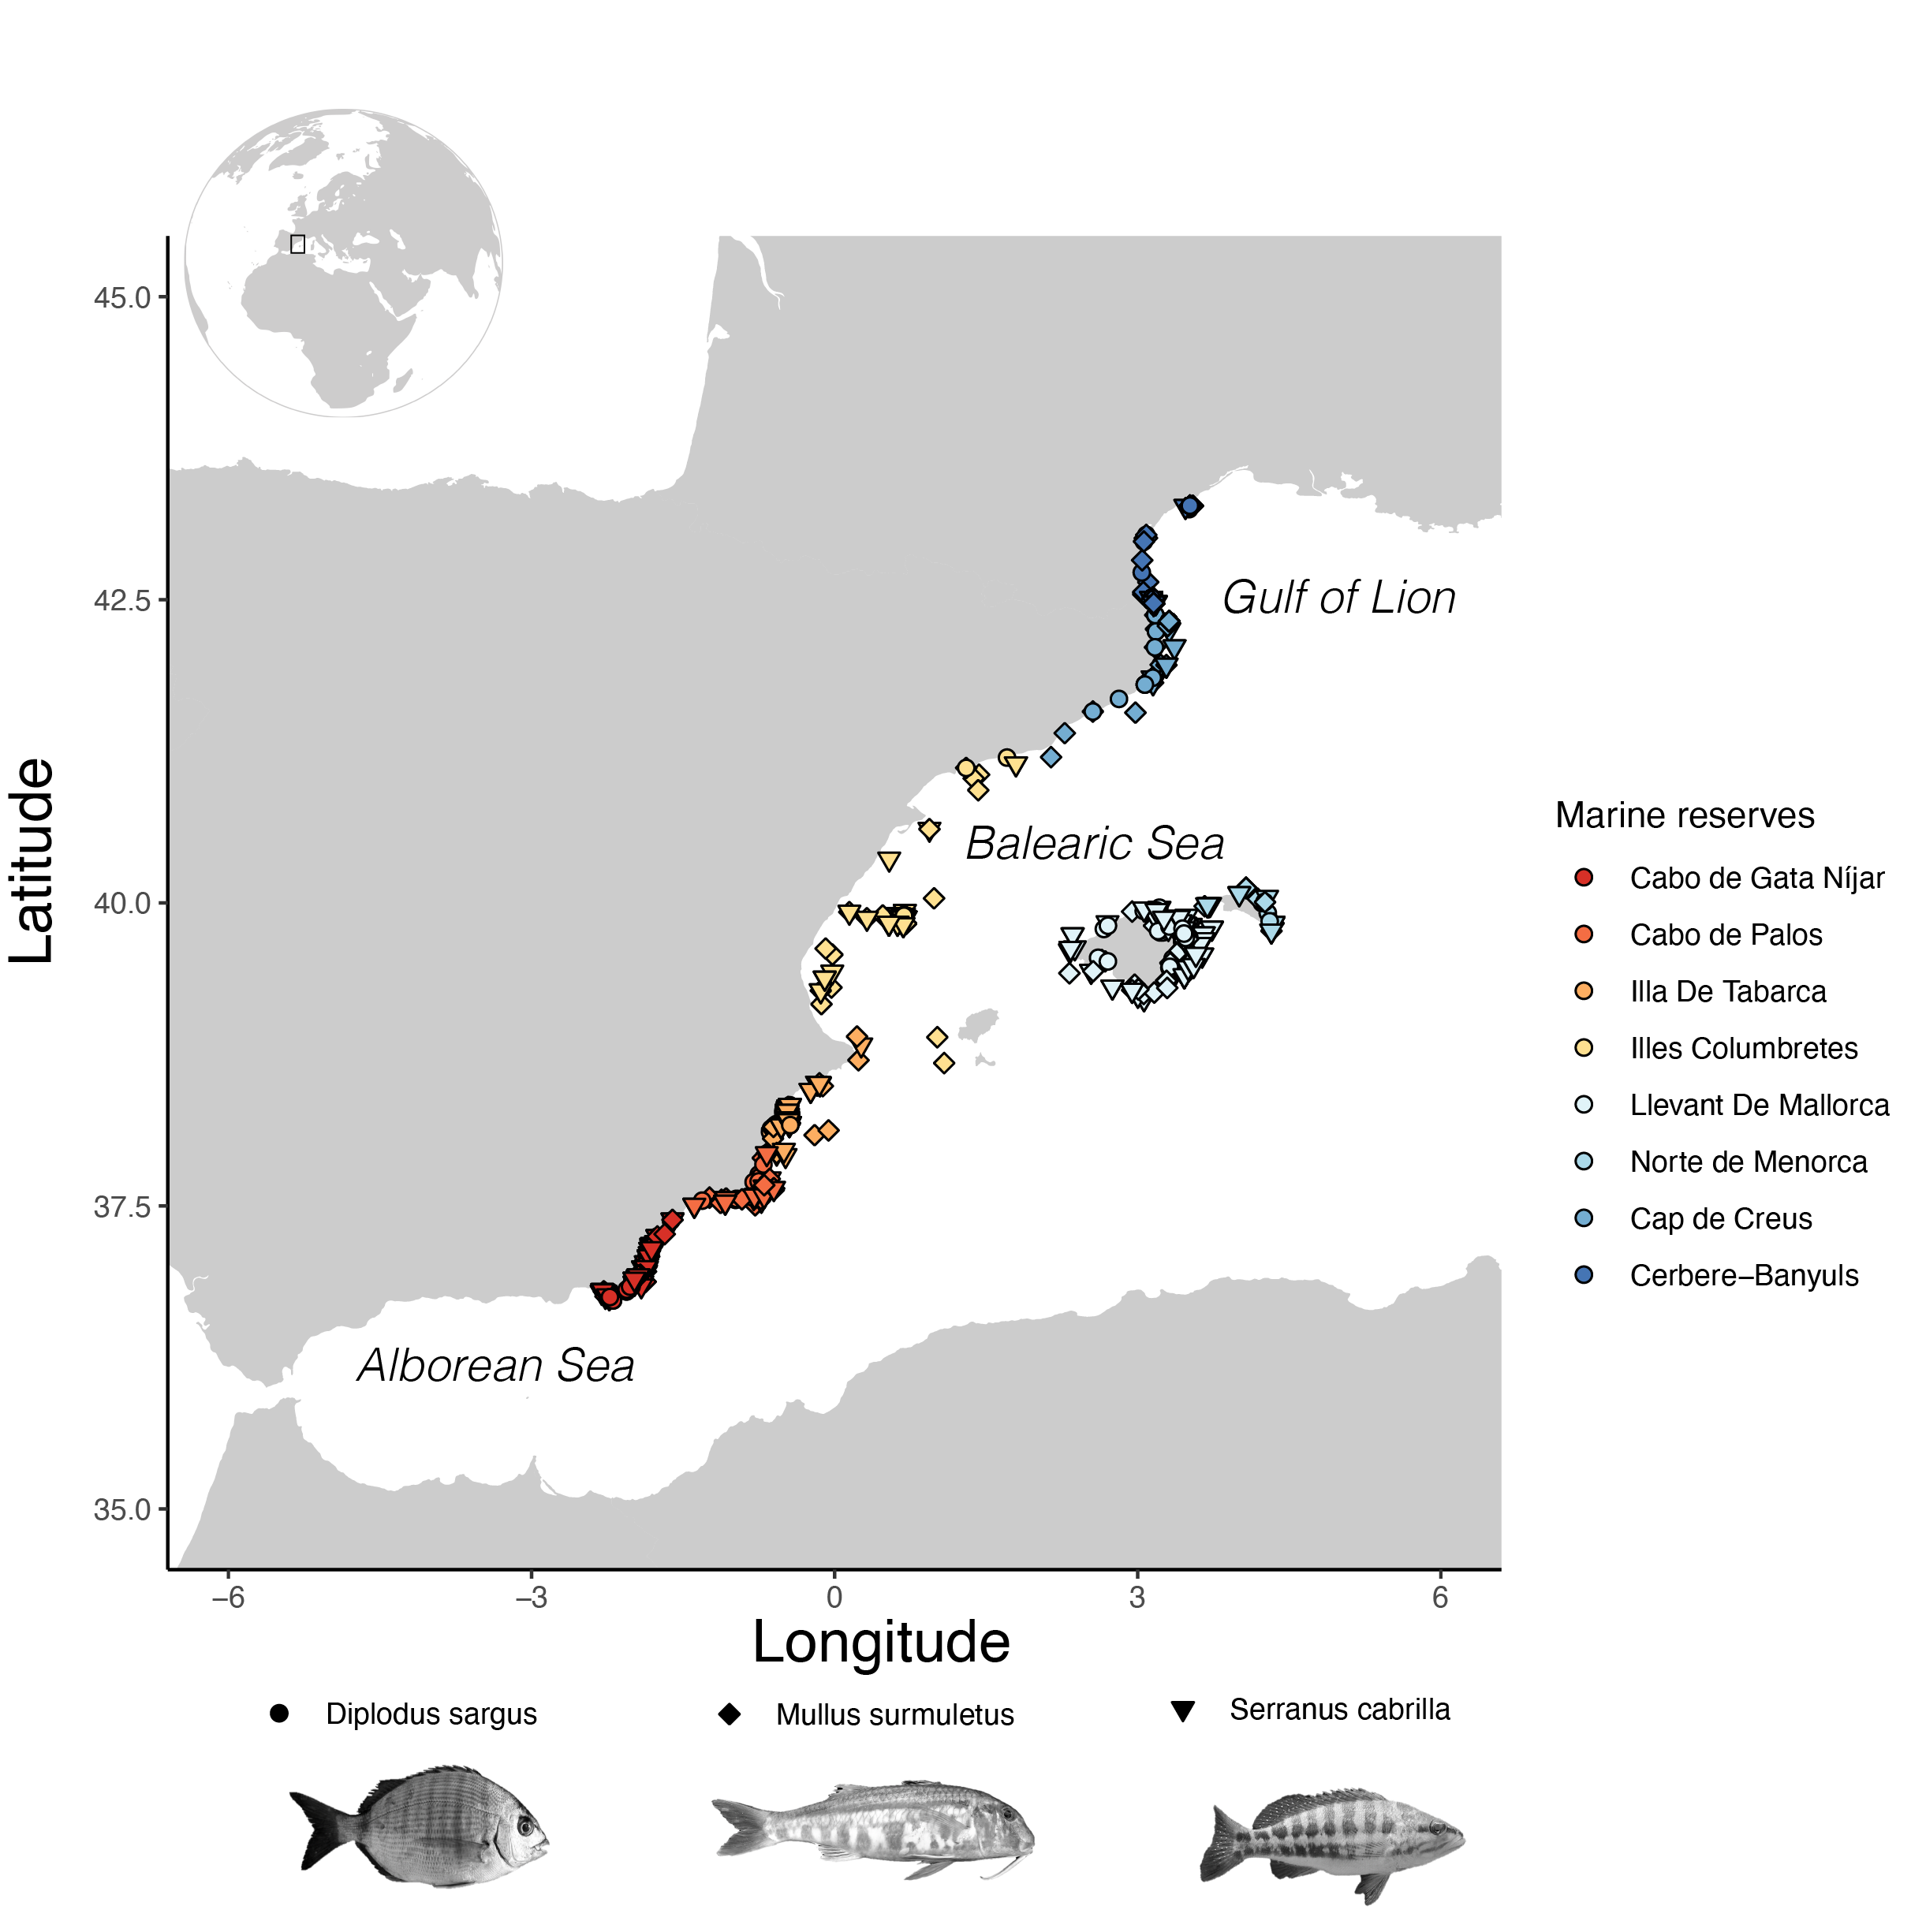 45.0
42.5
40.0
37.5
35.0
Latitude
Gulf of Lion
Balearic Sea
Alborean Sea
−6
−3
0
3
6
Longitude
Marine reserves
Cabo de Gata Níjar
Cabo de Palos
Illa De Tabarca
Illes Columbretes
Llevant De Mallorca
Norte de Menorca
Cap de Creus
Cerbere−Banyuls
Diplodus sargus
Mullus surmuletus
Serranus cabrilla